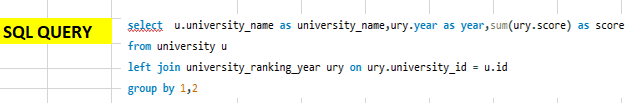 SQL QUERY
select  u.university_name as university_name,ury.year as year,sum(ury.score) as score
from university u
left join university_ranking_year ury on ury.university_id = u.id
group by 1,2